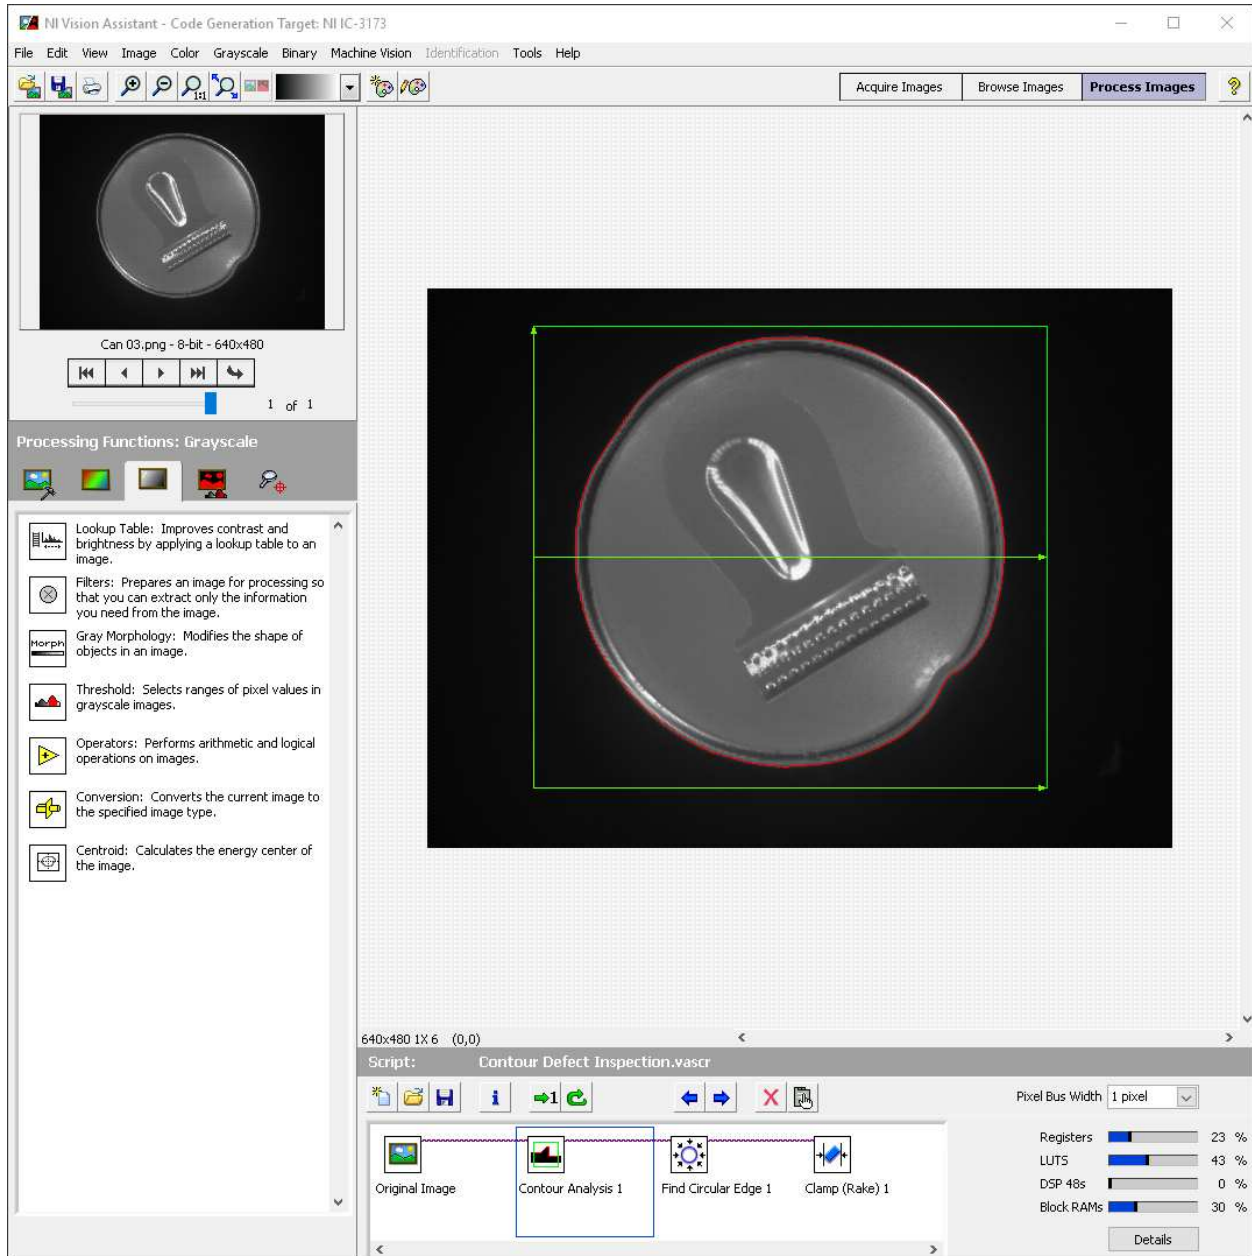 NI Vision Assistant - Code Generation Target: NI IC-3173
File Edit View Image Color Grayscale Binary Machine Vision Identification Tools Help
1:1
Acquire Images Browse Images Process Images
Can 03.png - 8-bit - 640x480
1 of 1
Processing Functions: Grayscale
Lookup Table: Improves contrast and
brightness by applying a lookup table to an
image.
Filters: Prepares an image for processing so
that you can extract only the information
you need from the image.
Morph
Gray Morphology: Modifies the shape of
objects in an image.
Threshold: Selects ranges of pixel values in
grayscale images.
Operators: Performs arithmetic and logical
operations on images.
Conversion: Converts the current image to
the specified image type.
Centroid: Calculates the energy center of
the image.
640x480 1X 6 (0,0)
Script: Contour Defect Inspection.vascr
1
Pixel Bus Width 1 pixel
Original Image Contour Analysis 1 Find Circular Edge 1 Clamp (Rake) 1
Registers 23 %
LUTS 43 %
DSP 48s 0 %
Block RAMs 30 %
Details